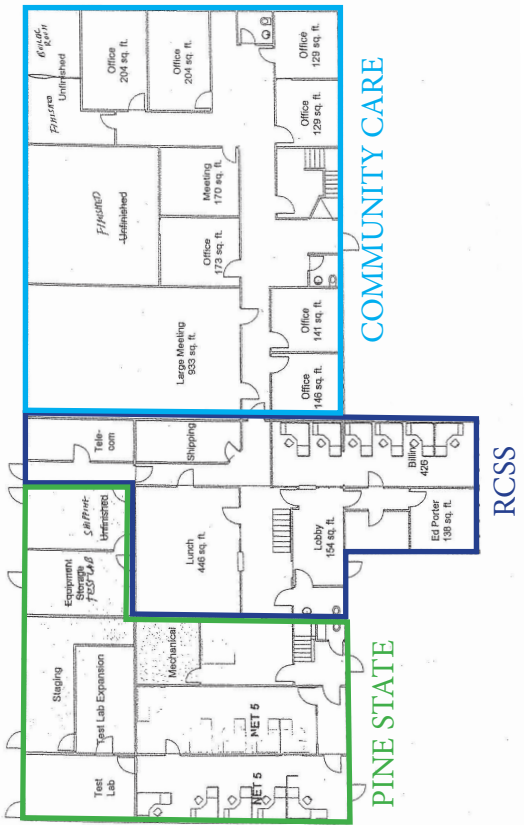 BOILER
ROOM
Unfinished
FINISHED
Office
204 sq. ft.
Office
204 sq. ft.
Office
129 sq. ft.
Office
129 sq. ft.
FINISHED
Unfinished
Meeting
170 sq. ft.
Office
173 sq. ft.
Large Meeting
933 sq. ft.
Office
141 sq. ft.
Office
146 sq. ft.
COMMUNITY CARE
Tele-
com
Shipping
Billing
426
Lunch
446 sq. ft.
Lobby
154 sq. ft.
Ed Porter
138 sq. ft.
RCSS
SHIPPING
Unfinished
Equipment
Storage
TEST LAB
Staging
Test Lab Expansion
Mechanical
Test
Lab
NET 5
NET 5
PINE STATE